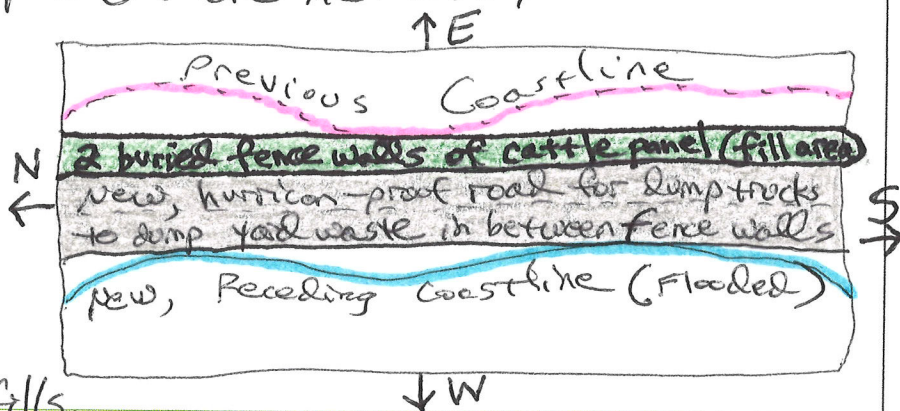 ↑E
Previous Coastline
N
←
2 buried fence walls of cattle panel (fill area)
New, hurricon-proof road for dump trucks
to dump yard waste in between fence walls
S
→
New, Receding Coastline (Flooded)
↓W